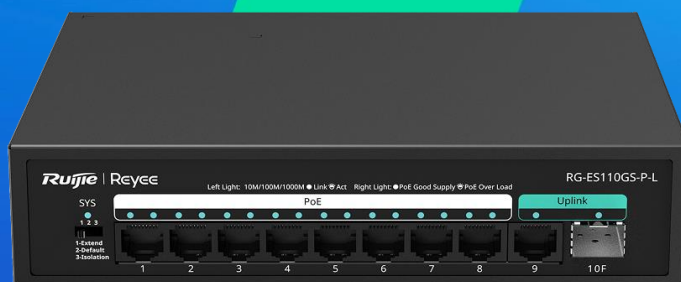 Ruijie | Reyee
RG-ES110GS-P-L
Left Light: 10M/100M/1000M ● Link Act Right Light: ●PoE Good Supply PoE Over Load
SYS
PoE
Uplink
1 2 3
1-Extend
2-Default
3-Isolation
1 2 3 4 5 6 7 8 9 10F